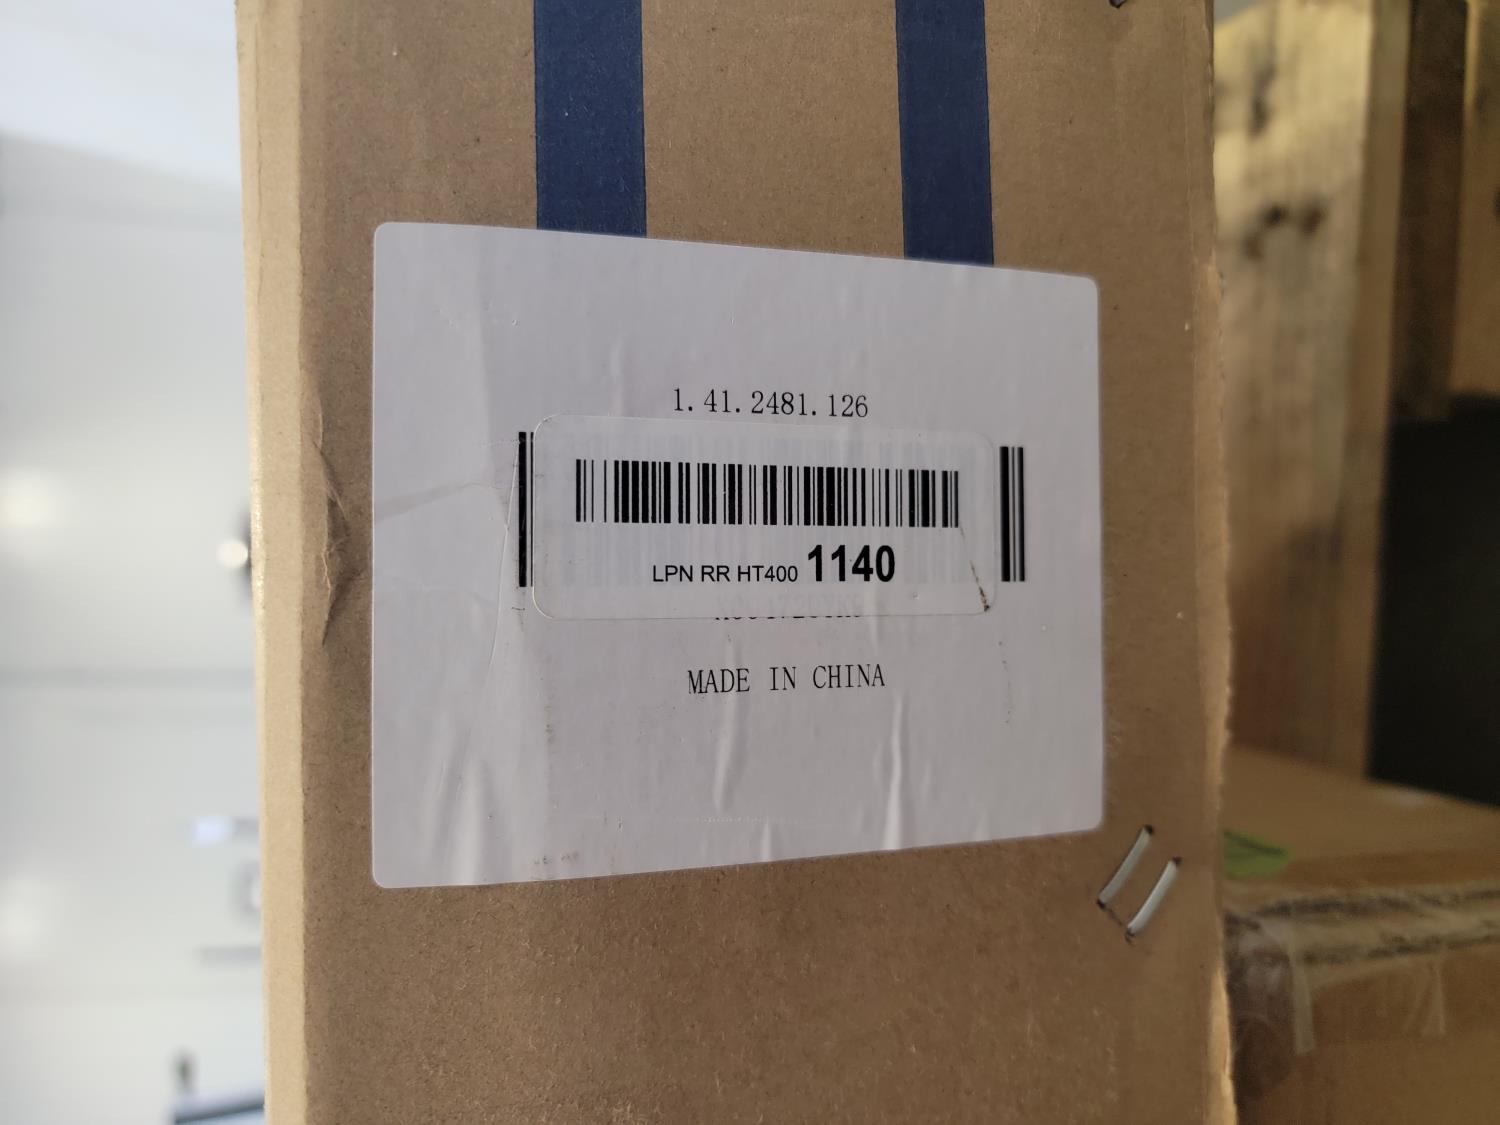 1.41.2481.126
LPN RR HT400 1140
MADE IN CHINA